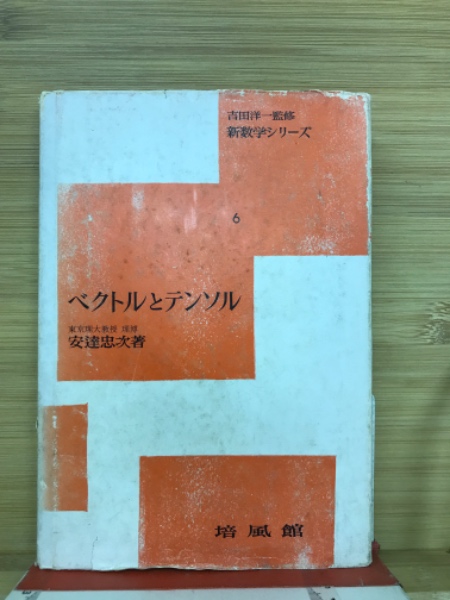 吉田洋一監修
新数学シリーズ
6
ベクトルとテンソル
東京理大教授 理博
安達忠次著
培風館